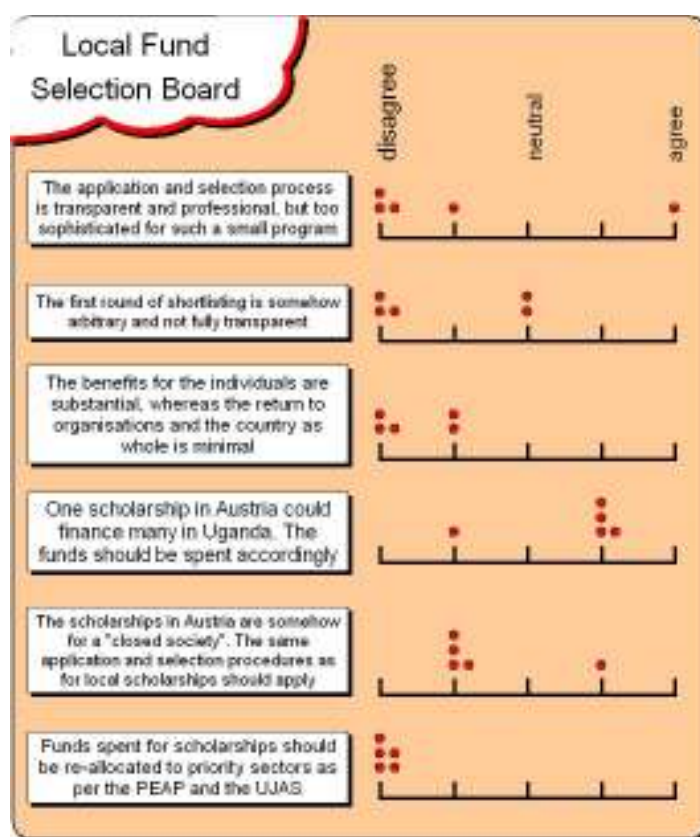 Local Fund
Selection Board
disagree
neutral
agree
The application and selection process
is transparent and professional, but too
sophisticated for such a small program
The first round of shortlisting is somehow
arbitrary and not fully transparent
The benefits for the individuals are
substantial, whereas the return to
organisations and the country as
whole is minimal
One scholarship in Austria could
finance many in Uganda. The
funds should be spent accordingly
The scholarships in Austria are somehow
for a "closed society". The same
application and selection procedures as
for local scholarships should apply
Funds spent for scholarships should
be re-allocated to priority sectors as
per the PEAP and the UJAS